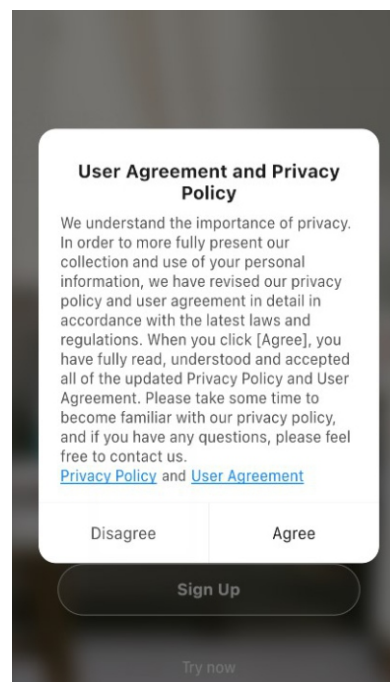 User Agreement and Privacy
Policy
We understand the importance of privacy.
In order to more fully present our
collection and use of your personal
information, we have revised our privacy
policy and user agreement in detail in
accordance with the latest laws and
regulations. When you click [Agree], you
have fully read, understood and accepted
all of the updated Privacy Policy and User
Agreement. Please take some time to
become familiar with our privacy policy,
and if you have any questions, please feel
free to contact us.
Privacy Policy and User Agreement
Disagree Agree
Sign Up
Try now